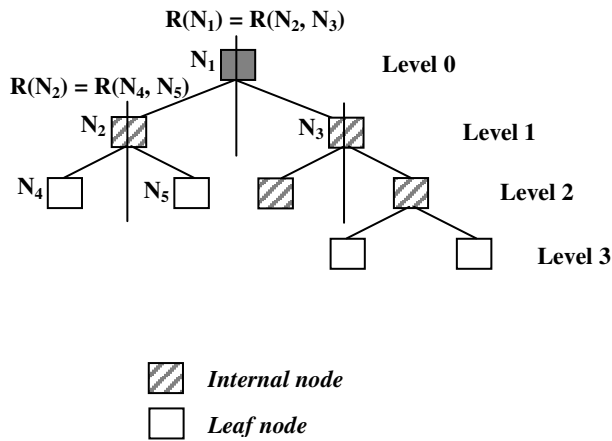 R(N₁) = R(N₂, N₃)
N₁
Level 0
R(N₂) = R(N₄, N₅)
N₂
N₃
Level 1
N₄
N₅
Level 2
Level 3
Internal node
Leaf node